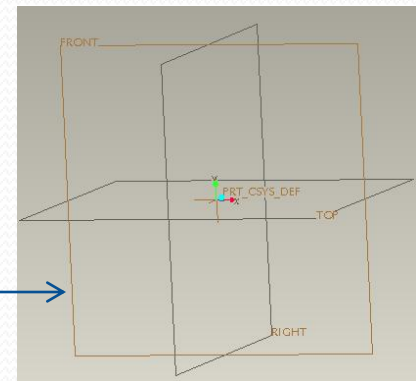 FRONT
Y
PRT_CSYS_DEF
X
TOP
RIGHT